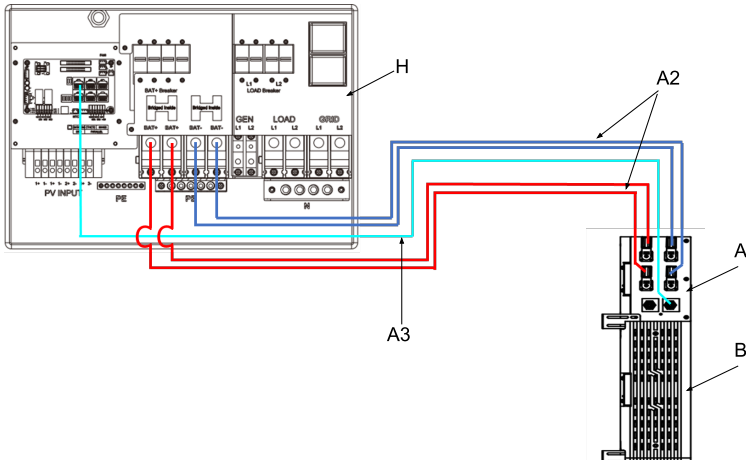 H
A2
L1 L2
BAT+ Breaker
LOAD Breaker
Bridged Inside
Bridged Inside
GEN LOAD GRID
BAT+ BAT+ BAT- BAT- L1 L2 L1 L2 L1 L2
PV INPUT
PE
PE
N
A
A3
B